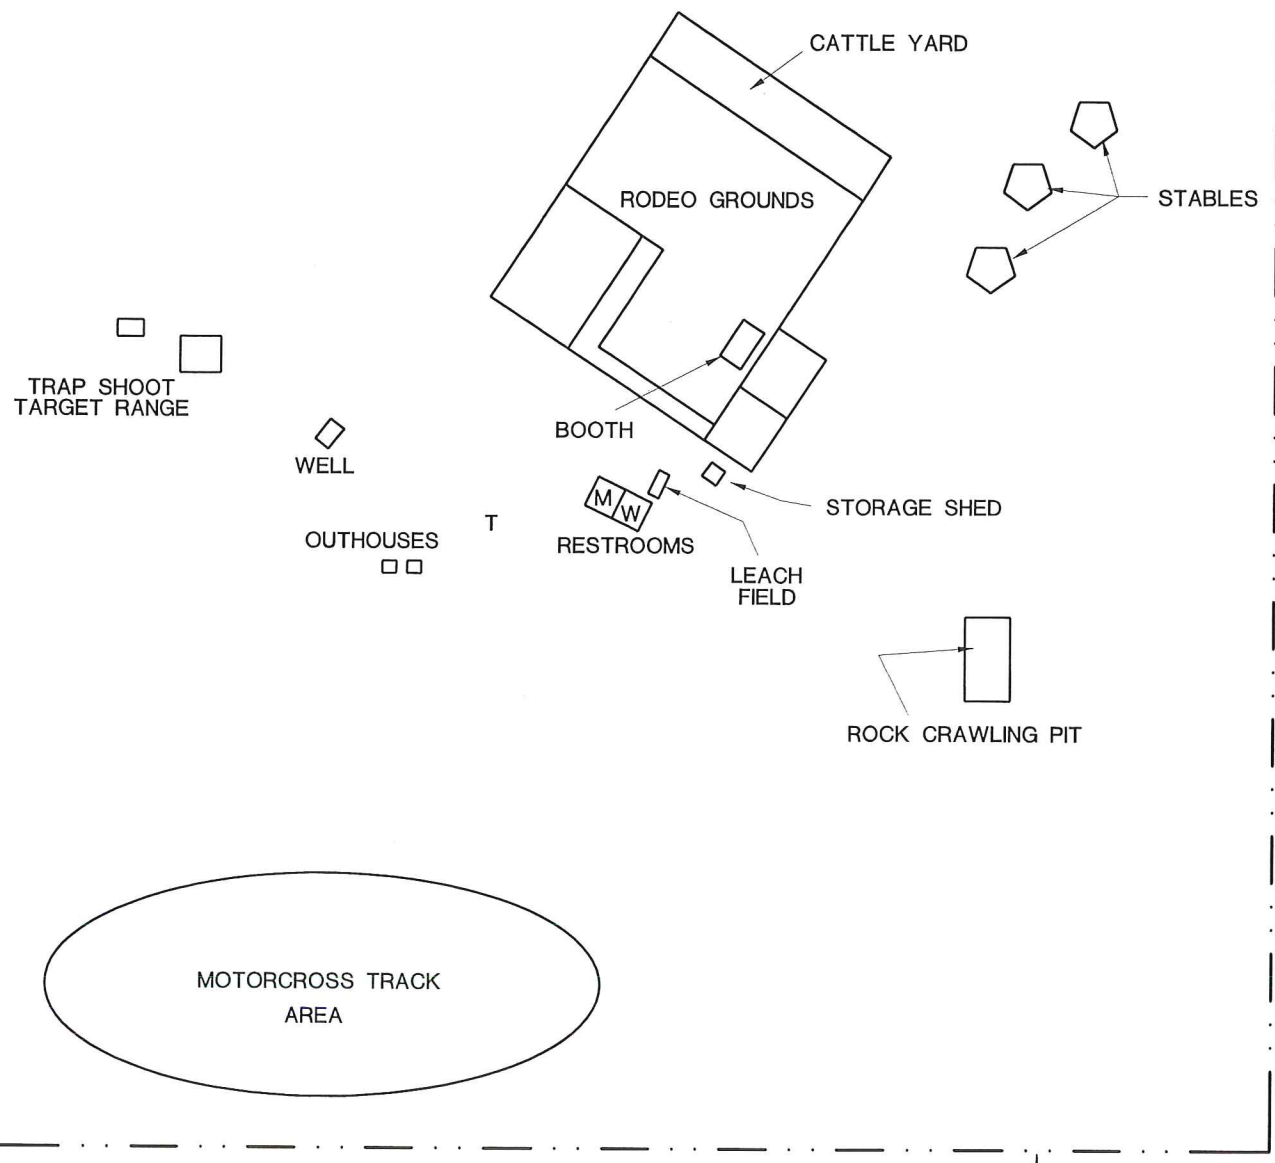 CATTLE YARD
RODEO GROUNDS
STABLES
TRAP SHOOT
TARGET RANGE
BOOTH
WELL
M
W
STORAGE SHED
T
OUTHOUSES
RESTROOMS
LEACH
FIELD
ROCK CRAWLING PIT
MOTORCROSS TRACK
AREA